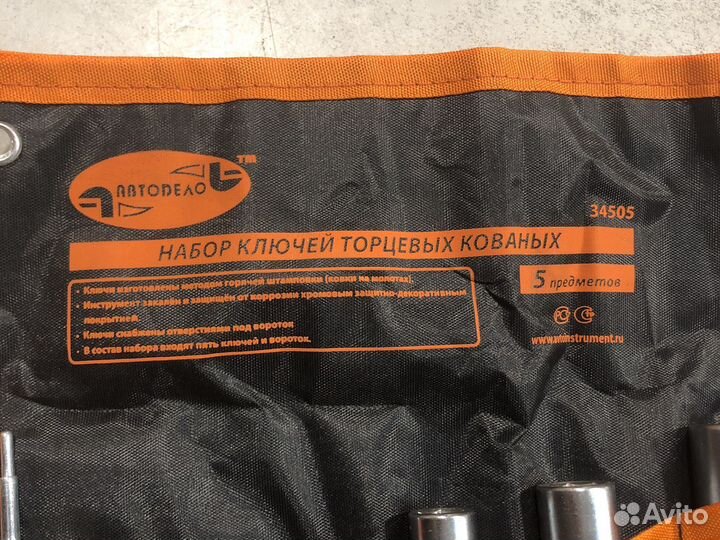 АВТОДЕЛО TM
34505
НАБОР КЛЮЧЕЙ ТОРЦЕВЫХ КОВАНЫХ
5 предметов
• Ключи изготовлены методом горячей штамповки (ковки на молотах).
• Инструмент закалён и защищён от коррозии хромовым защитно-декоративным
покрытием.
• Ключи снабжены отверстиями под вороток
• В состав набора входят пять ключей и вороток.
www.atinstrument.ru
Avito